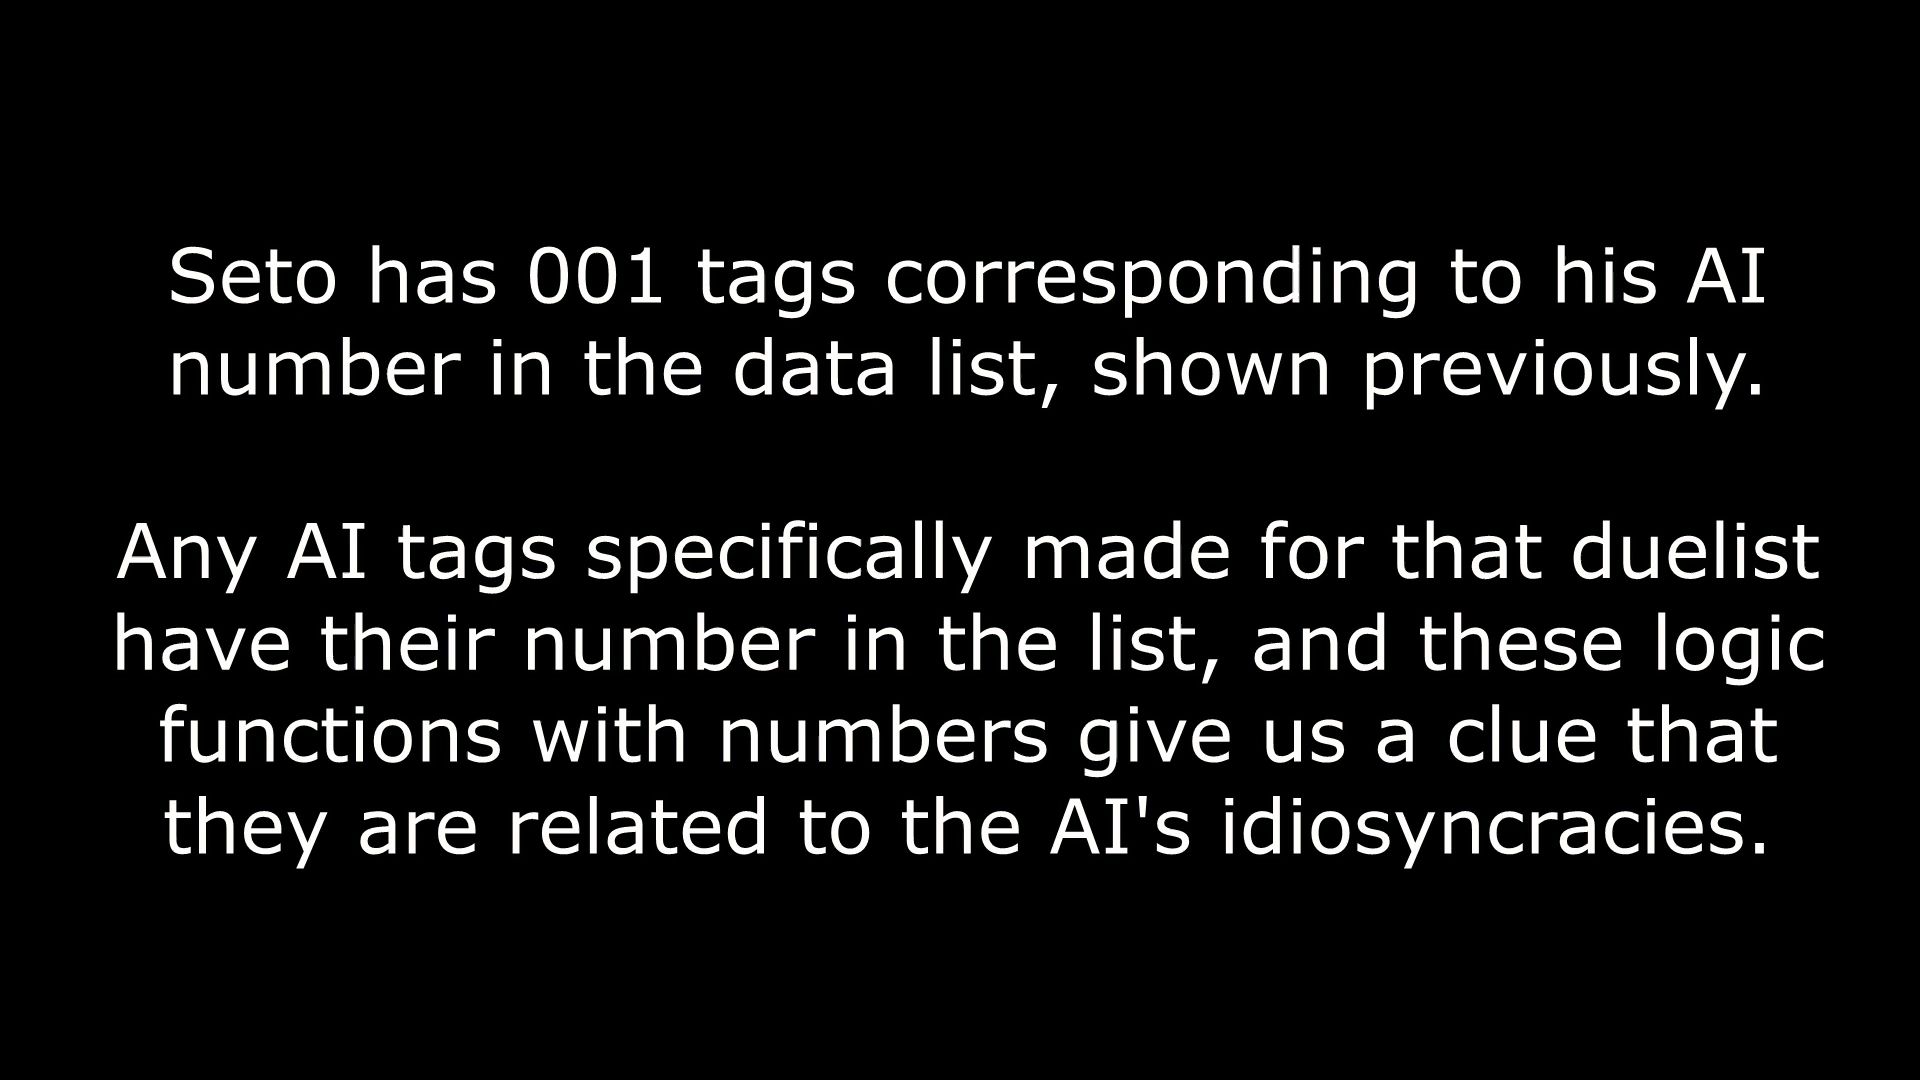 Seto has 001 tags corresponding to his AI
number in the data list, shown previously.
Any AI tags specifically made for that duelist
have their number in the list, and these logic
functions with numbers give us a clue that
they are related to the AI's idiosyncracies.